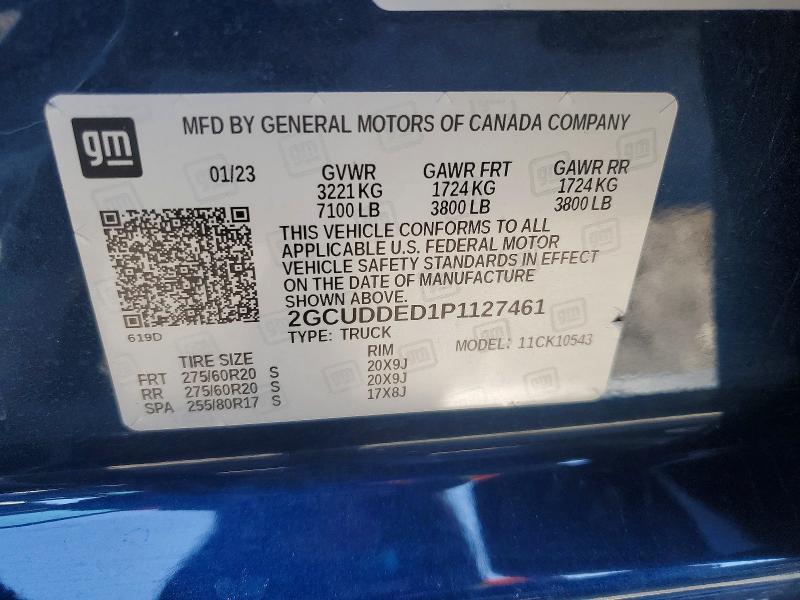 gm
MFD BY GENERAL MOTORS OF CANADA COMPANY
01/23 GVWR GAWR FRT GAWR RR
3221 KG 1724 KG 1724 KG
7100 LB 3800 LB 3800 LB
THIS VEHICLE CONFORMS TO ALL
APPLICABLE U.S. FEDERAL MOTOR
VEHICLE SAFETY STANDARDS IN EFFECT
ON THE DATE OF MANUFACTURE
SHOWN ABOVE.
2GCUDDED1P1127461
619D
TYPE: TRUCK MODEL: 11CK10543
TIRE SIZE RIM
FRT 275/60R20 S 20X9J
RR 275/60R20 S 20X9J
SPA 255/80R17 S 17X8J